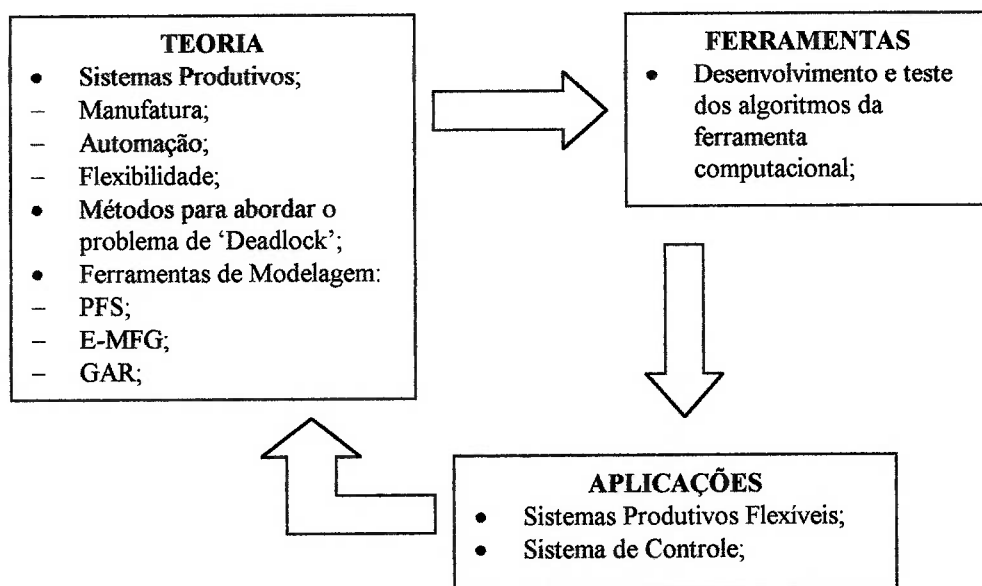 TEORIA
• Sistemas Produtivos;
– Manufatura;
– Automação;
– Flexibilidade;
• Métodos para abordar o
problema de ‘Deadlock’;
• Ferramentas de Modelagem:
– PFS;
– E-MFG;
– GAR;
FERRAMENTAS
• Desenvolvimento e teste
dos algoritmos da
ferramenta
computacional;
APLICAÇÕES
• Sistemas Produtivos Flexíveis;
• Sistema de Controle;